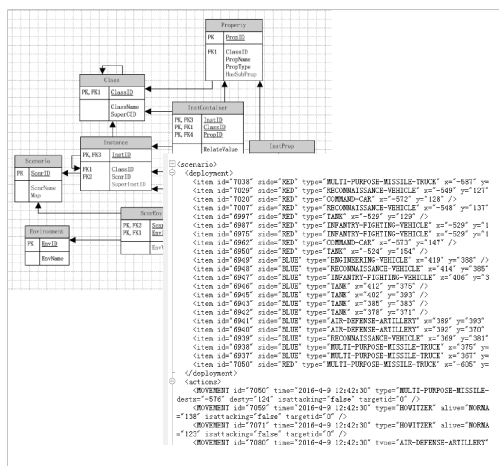 Property
PK PropID
PK1 ClassID
PropName
PropType
HasSubProp
Class
PK, FK1 ClassID
ClassName
SuperCID
InstContainer
PK, FK3 InstID
PK, FK1 ClassID
PK, FK4 PropID
RelateValue
InstProp
Instance
PK, FK3 InstID
FK1 ClassID
FK2 ScorID
SuperInstID
Scenario
PK ScorID
ScorName
Map
ScorEnv
PK, FK2
PK, FK3 EnvID
Environment
PK EnvID
EnvName
<scenario>
<deployment>
<item id="7038" side="RED" type="MULTI-PURPOSE-MISSILE-TRUCK" x="-587" y=
<item id="7029" side="RED" type="RECONNAISSANCE-VEHICLE" x="-549" y="121"
<item id="7020" side="RED" type="COMMAND-CAR" x="-572" y="128" />
<item id="7007" side="RED" type="RECONNAISSANCE-VEHICLE" x="-548" y="137"
<item id="6997" side="RED" type="TANK" x="-529" y="129" />
<item id="6987" side="RED" type="INFANTRY-FIGHTING-VEHICLE" x="-529" y="1
<item id="6975" side="RED" type="INFANTRY-FIGHTING-VEHICLE" x="-529" y="1
<item id="6962" side="RED" type="COMMAND-CAR" x="-573" y="147" />
<item id="6950" side="RED" type="TANK" x="-524" y="154" />
<item id="6949" side="BLUE" type="ENGINEERING-VEHICLE" x="419" y="388" />
<item id="6948" side="BLUE" type="RECONNAISSANCE-VEHICLE" x="414" y="385"
<item id="6947" side="BLUE" type="INFANTRY-FIGHTING-VEHICLE" x="406" y="3
<item id="6946" side="BLUE" type="TANK" x="412" y="375" />
<item id="6945" side="BLUE" type="TANK" x="402" y="393" />
<item id="6943" side="BLUE" type="TANK" x="385" y="383" />
<item id="6942" side="BLUE" type="TANK" x="378" y="371" />
<item id="6941" side="BLUE" type="AIR-DEFENSE-ARTILLERY" x="389" y="393"
<item id="6940" side="BLUE" type="AIR-DEFENSE-ARTILLERY" x="392" y="370"
<item id="6939" side="BLUE" type="RECONNAISSANCE-VEHICLE" x="369" y="381"
<item id="6938" side="BLUE" type="MULTI-PURPOSE-MISSILE-TRUCK" x="375" y=
<item id="6937" side="BLUE" type="MULTI-PURPOSE-MISSILE-TRUCK" x="367" y=
<item id="7050" side="RED" type="MULTI-PURPOSE-MISSILE-TRUCK" x="-605" y=
</deployment>
<actions>
<MOVEMENT id="7050" time="2016-4-9 12:42:30" type="MULTI-PURPOSE-MISSILE-
destx="-576" desty="124" isattacking="false" targetid="0" />
<MOVEMENT id="7059" time="2016-4-9 12:42:30" type="HOWITZER" alive="NORMA
="138" isattacking="false" targetid="0" />
<MOVEMENT id="7071" time="2016-4-9 12:42:30" type="HOWITZER" alive="NORMA
="123" isattacking="false" targetid="0" />
<MOVEMENT id="7080" time="2016-4-9 12:42:30" type="AIR-DEFENSE-ARTILLERY"